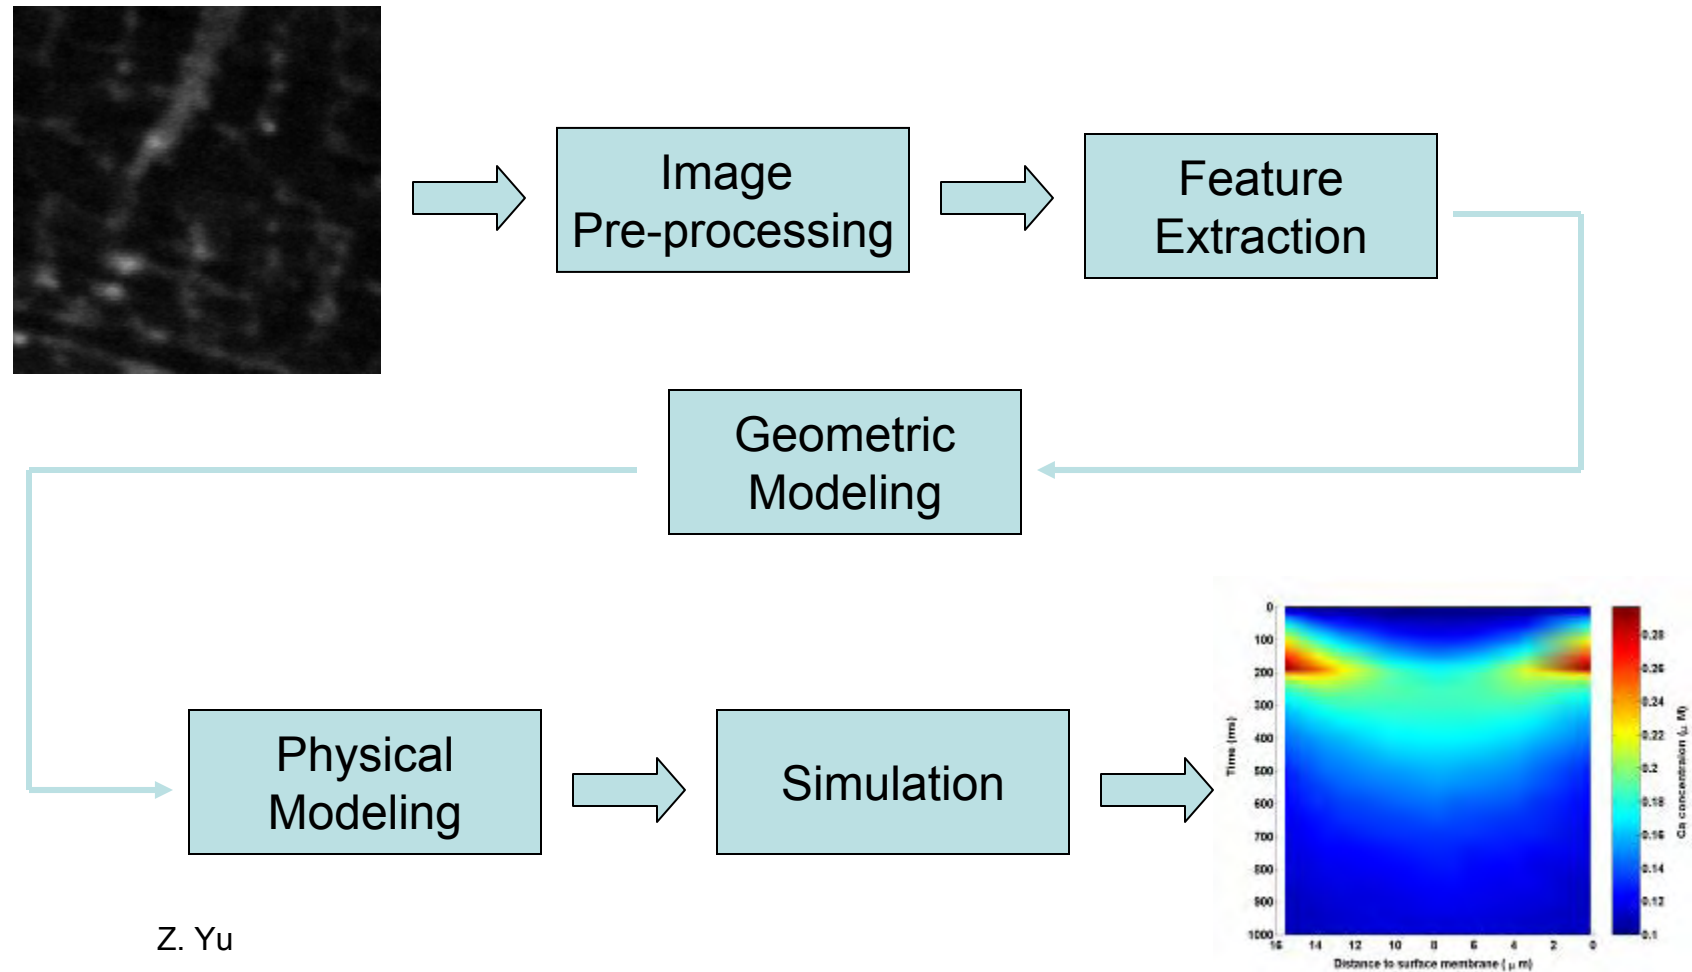 Image
Pre-processing
Feature
Extraction
Geometric
Modeling
Physical
Modeling
Simulation
0
100
200
300
400
500
600
700
800
900
1000
Time (ms)
16 14 12 10 8 6 4 2 0
Distance to surface membrane (μ m)
0.28
0.26
0.24
0.22
0.2
0.18
0.16
0.14
0.12
0.1
Ca concentraion (μ M)
Z. Yu